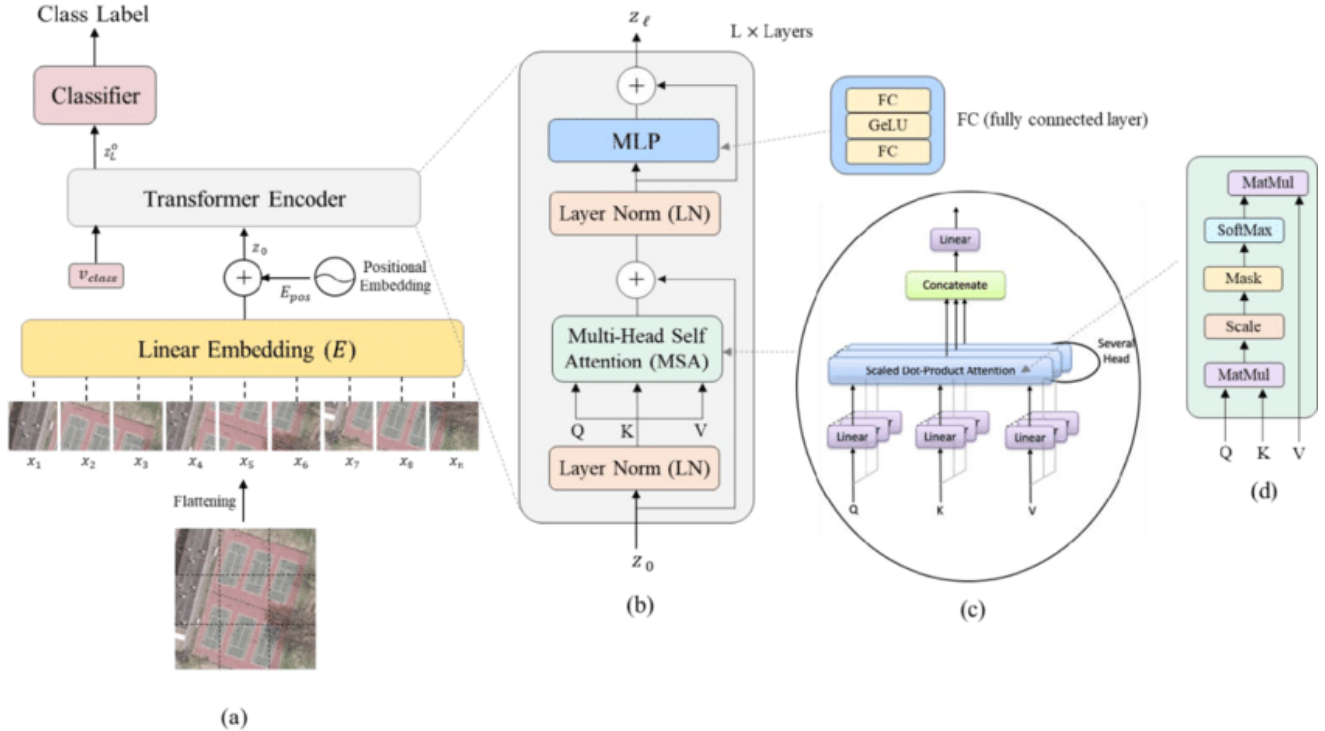 Class Label
Classifier
z_L^0
Transformer Encoder
v_class
z_0
+
E_pos
Positional
Embedding
Linear Embedding (E)
x_1 x_2 x_3 x_4 x_5 x_6 x_7 x_8 x_n
Flattening
(a)
z_ℓ
L × Layers
+
MLP
Layer Norm (LN)
+
Multi-Head Self
Attention (MSA)
Q K V
Layer Norm (LN)
z_0
(b)
FC
GeLU
FC
FC (fully connected layer)
Linear
Concatenate
Several
Head
Scaled Dot-Product Attention
Linear Linear Linear
Q K V
(c)
MatMul
SoftMax
Mask
Scale
MatMul
Q K V
(d)